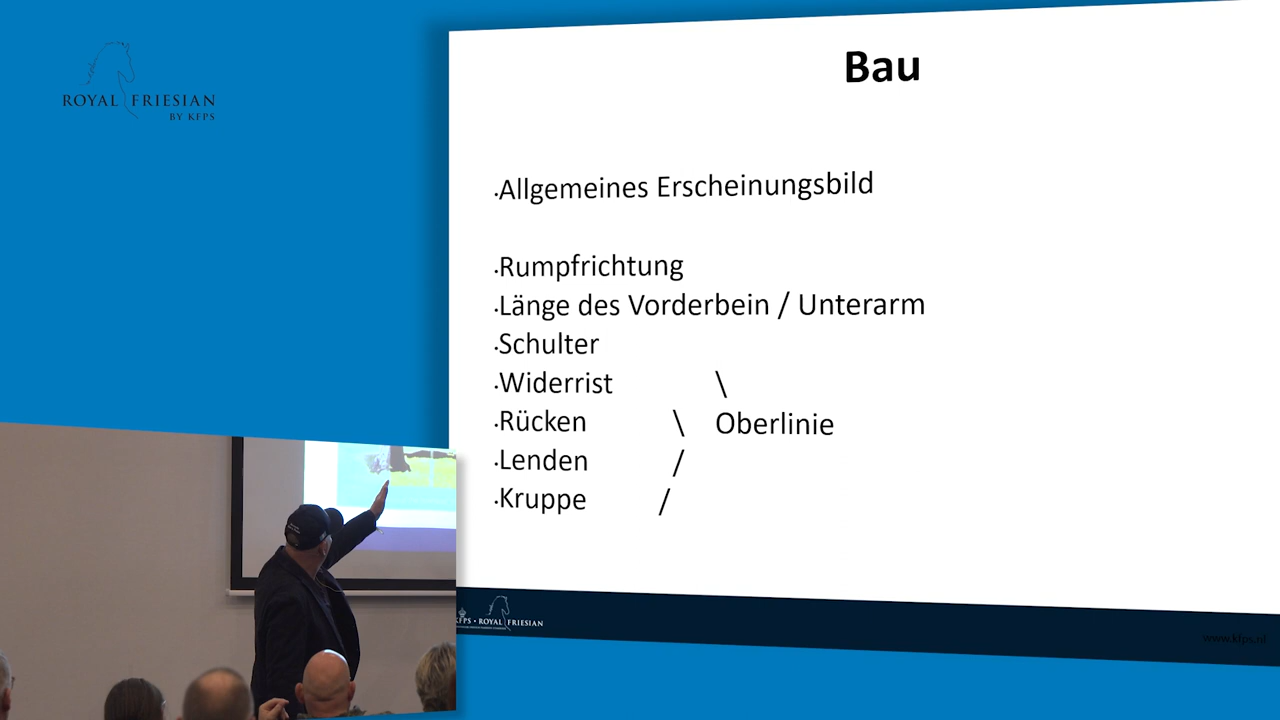 ROYAL FRIESIAN
BY KFPS
Bau
·Allgemeines Erscheinungsbild
·Rumpfrichtung
·Länge des Vorderbein / Unterarm
·Schulter
·Widerrist \
·Rücken \ Oberlinie
·Lenden /
·Kruppe /
KFPS · ROYAL FRIESIAN
www.kfps.nl